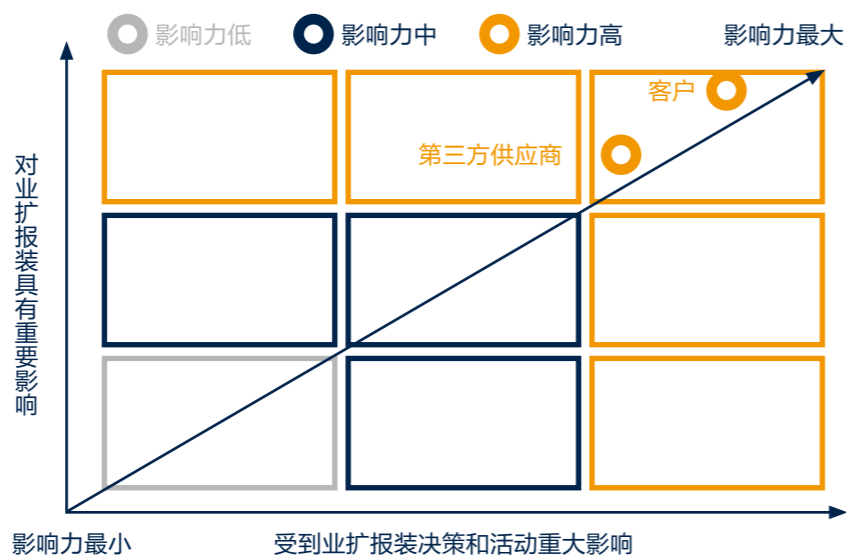 影响力低
影响力中
影响力高
影响力最大
客户
第三方供应商
对业扩报装具有重要影响
影响力最小
受到业扩报装决策和活动重大影响